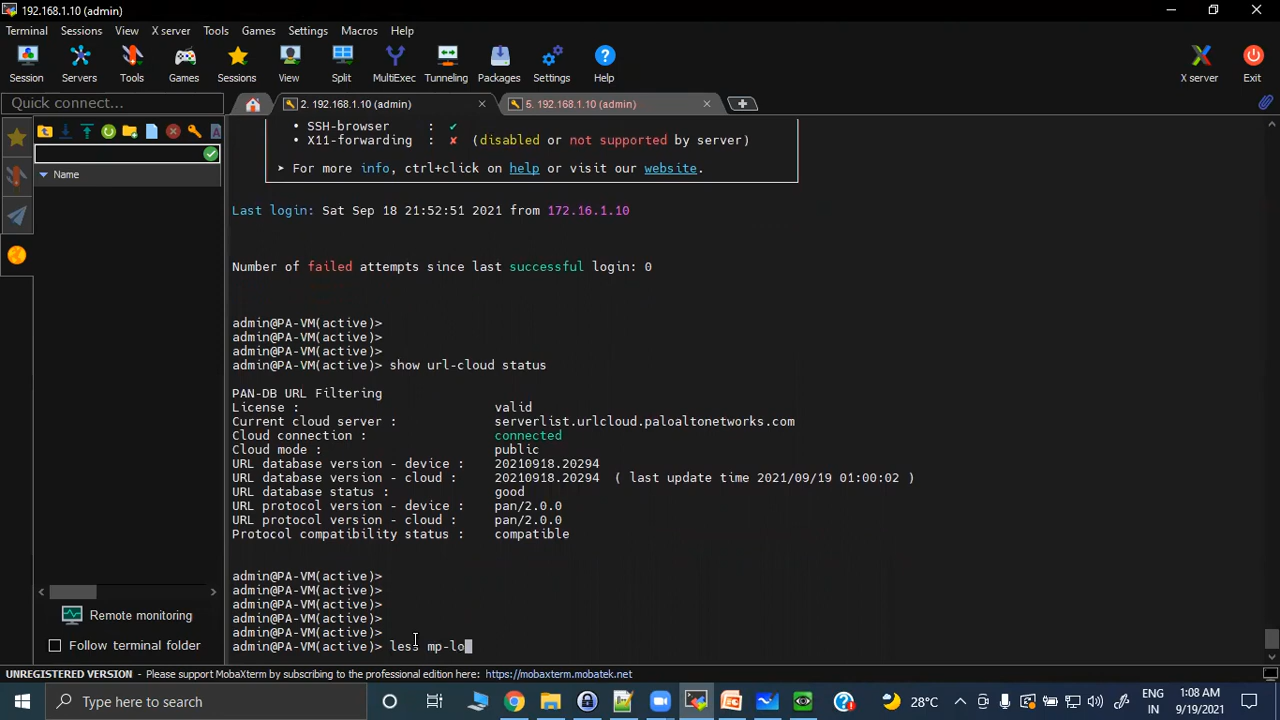 192.168.1.10 (admin)
Terminal Sessions View X server Tools Games Settings Macros Help
Session Servers Tools Games Sessions View Split MultiExec Tunneling Packages Settings Help X server Exit
Quick connect...
2. 192.168.1.10 (admin)
5. 192.168.1.10 (admin)
Name
• SSH-browser : ✔
• X11-forwarding : ✘ (disabled or not supported by server)
➤ For more info, ctrl+click on help or visit our website.
Last login: Sat Sep 18 21:52:51 2021 from 172.16.1.10
Number of failed attempts since last successful login: 0
admin@PA-VM(active)>
admin@PA-VM(active)>
admin@PA-VM(active)>
admin@PA-VM(active)> show url-cloud status
PAN-DB URL Filtering
License : valid
Current cloud server : serverlist.urlcloud.paloaltonetworks.com
Cloud connection : connected
Cloud mode : public
URL database version - device : 20210918.20294
URL database version - cloud : 20210918.20294 ( last update time 2021/09/19 01:00:02 )
URL database status : good
URL protocol version - device : pan/2.0.0
URL protocol version - cloud : pan/2.0.0
Protocol compatibility status : compatible
admin@PA-VM(active)>
admin@PA-VM(active)>
admin@PA-VM(active)>
admin@PA-VM(active)>
admin@PA-VM(active)>
admin@PA-VM(active)> less mp-lo
Remote monitoring
Follow terminal folder
UNREGISTERED VERSION - Please support MobaXterm by subscribing to the professional edition here: https://mobaxterm.mobatek.net
Type here to search
28°C
ENG
IN
1:08 AM
9/19/2021